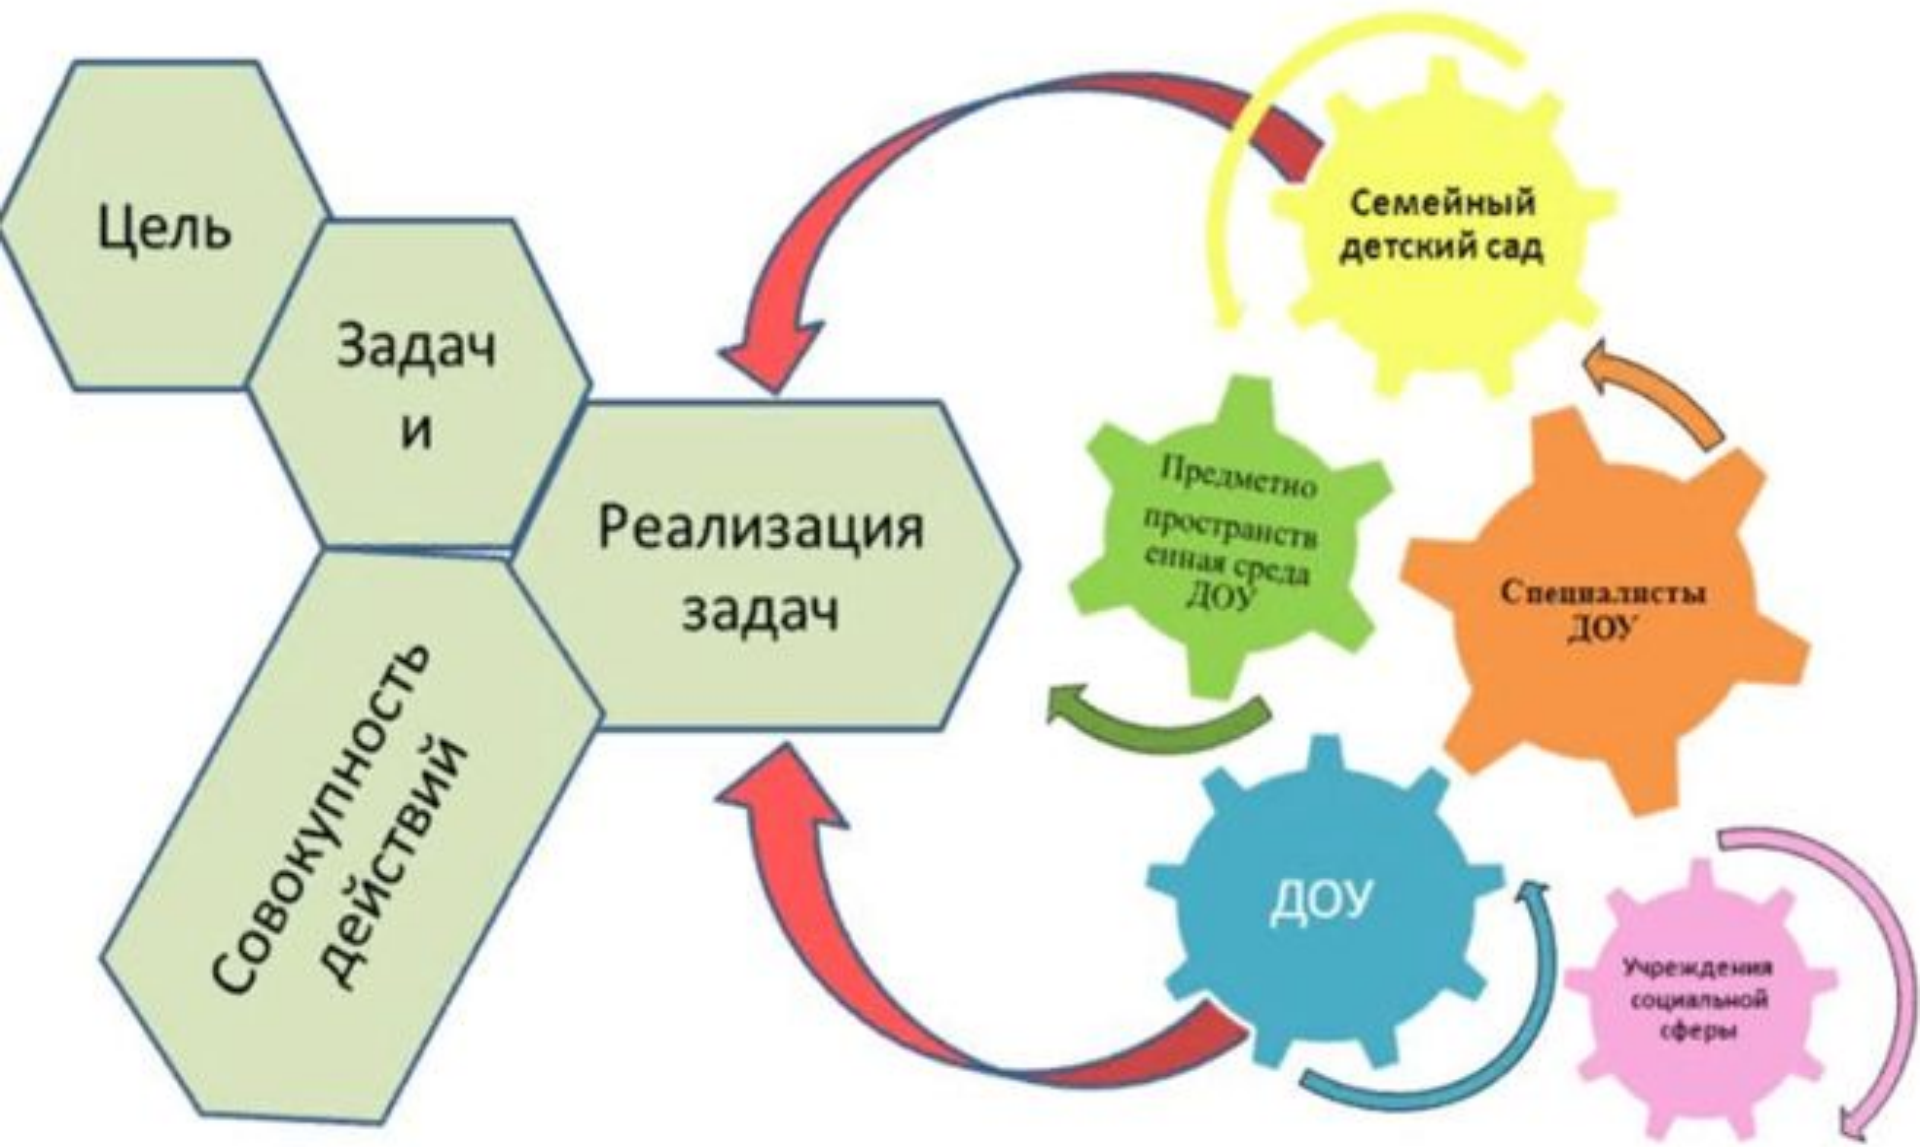 Цель
Задач
и
Реализация
задач
Совокупность
действий
Семейный
детский сад
Предметно
пространств
енная среда
ДОУ
Специалисты
ДОУ
ДОУ
Учреждения
социальной
сферы